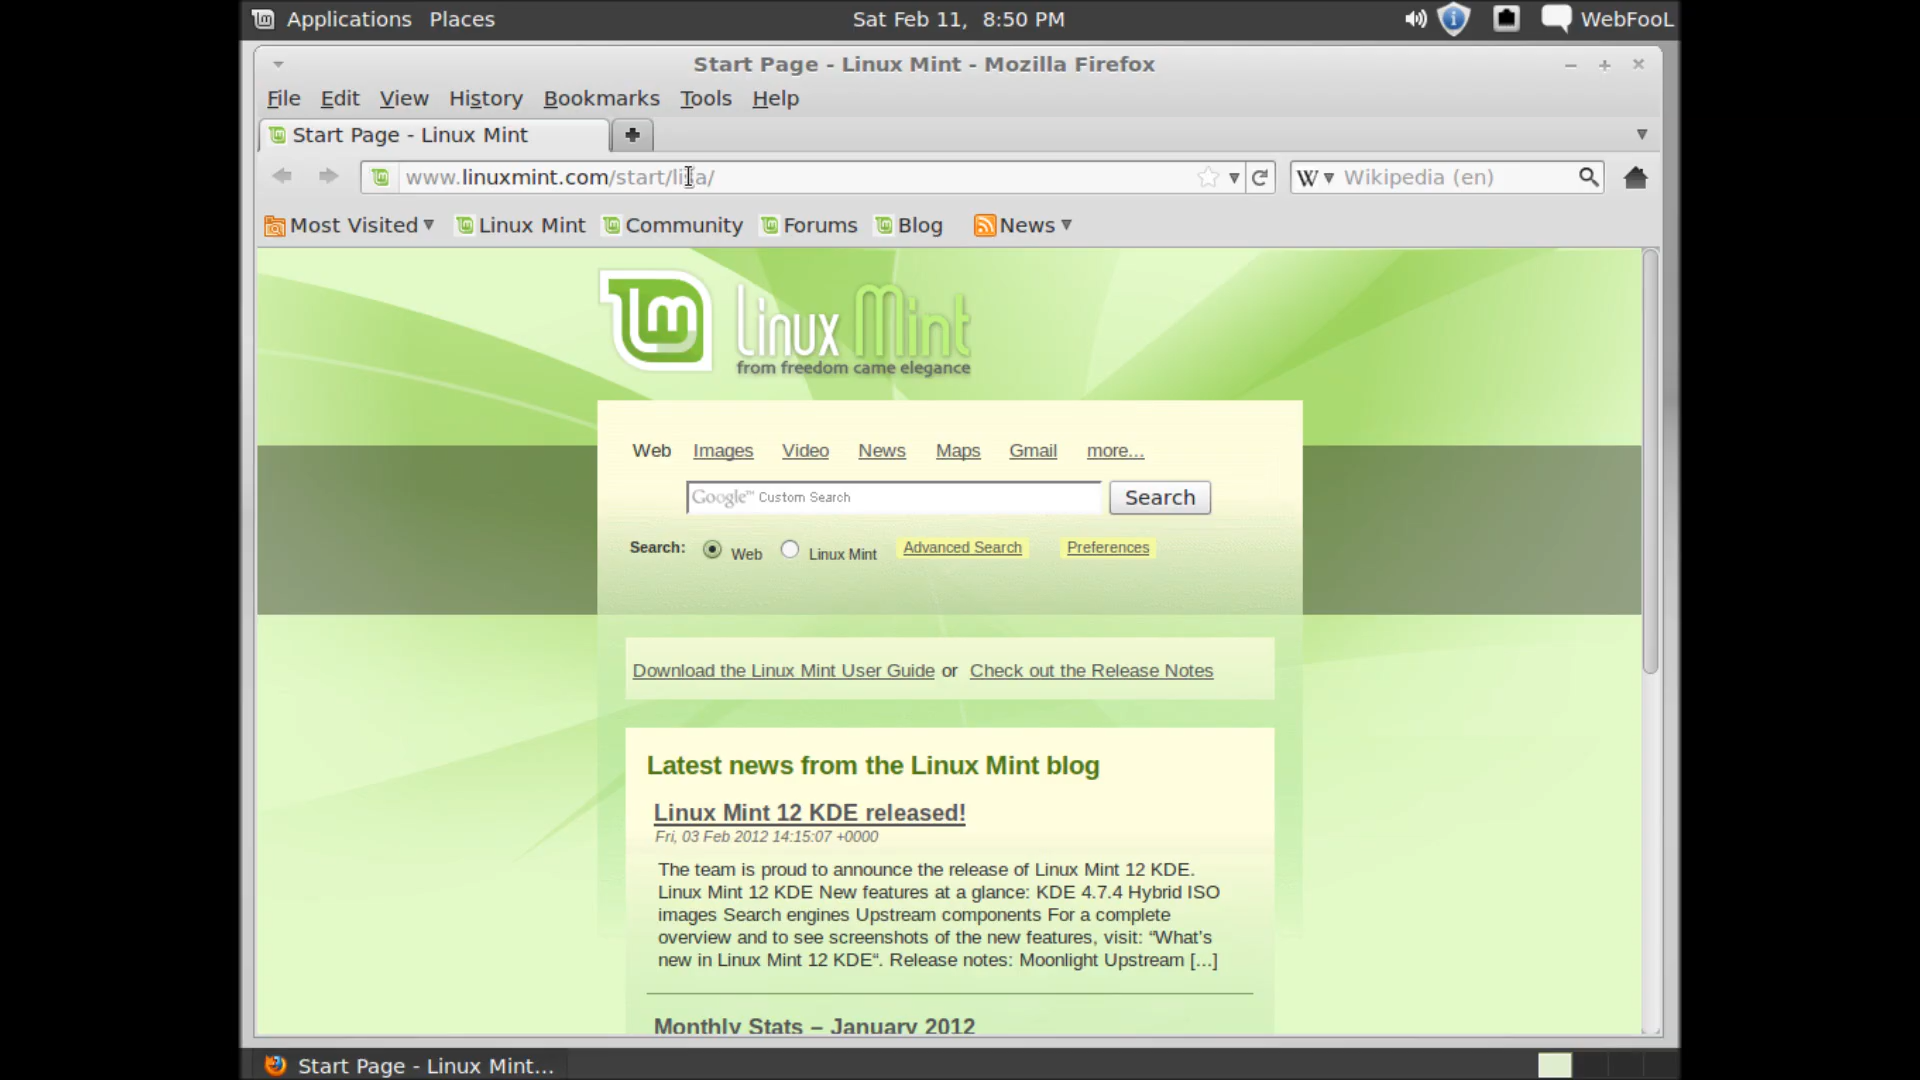 Applications Places Sat Feb 11, 8:50 PM WebFooL
Start Page - Linux Mint - Mozilla Firefox
File Edit View History Bookmarks Tools Help
Start Page - Linux Mint
www.linuxmint.com/start/lisa/ Wikipedia (en)
Most Visited Linux Mint Community Forums Blog News
Linux Mint
from freedom came elegance
Web Images Video News Maps Gmail more...
Google™ Custom Search Search
Search: Web Linux Mint Advanced Search Preferences
Download the Linux Mint User Guide or Check out the Release Notes
Latest news from the Linux Mint blog
Linux Mint 12 KDE released!
Fri, 03 Feb 2012 14:15:07 +0000
The team is proud to announce the release of Linux Mint 12 KDE.
Linux Mint 12 KDE New features at a glance: KDE 4.7.4 Hybrid ISO
images Search engines Upstream components For a complete
overview and to see screenshots of the new features, visit: “What’s
new in Linux Mint 12 KDE“. Release notes: Moonlight Upstream [...]
Monthly Stats – January 2012
Start Page - Linux Mint...